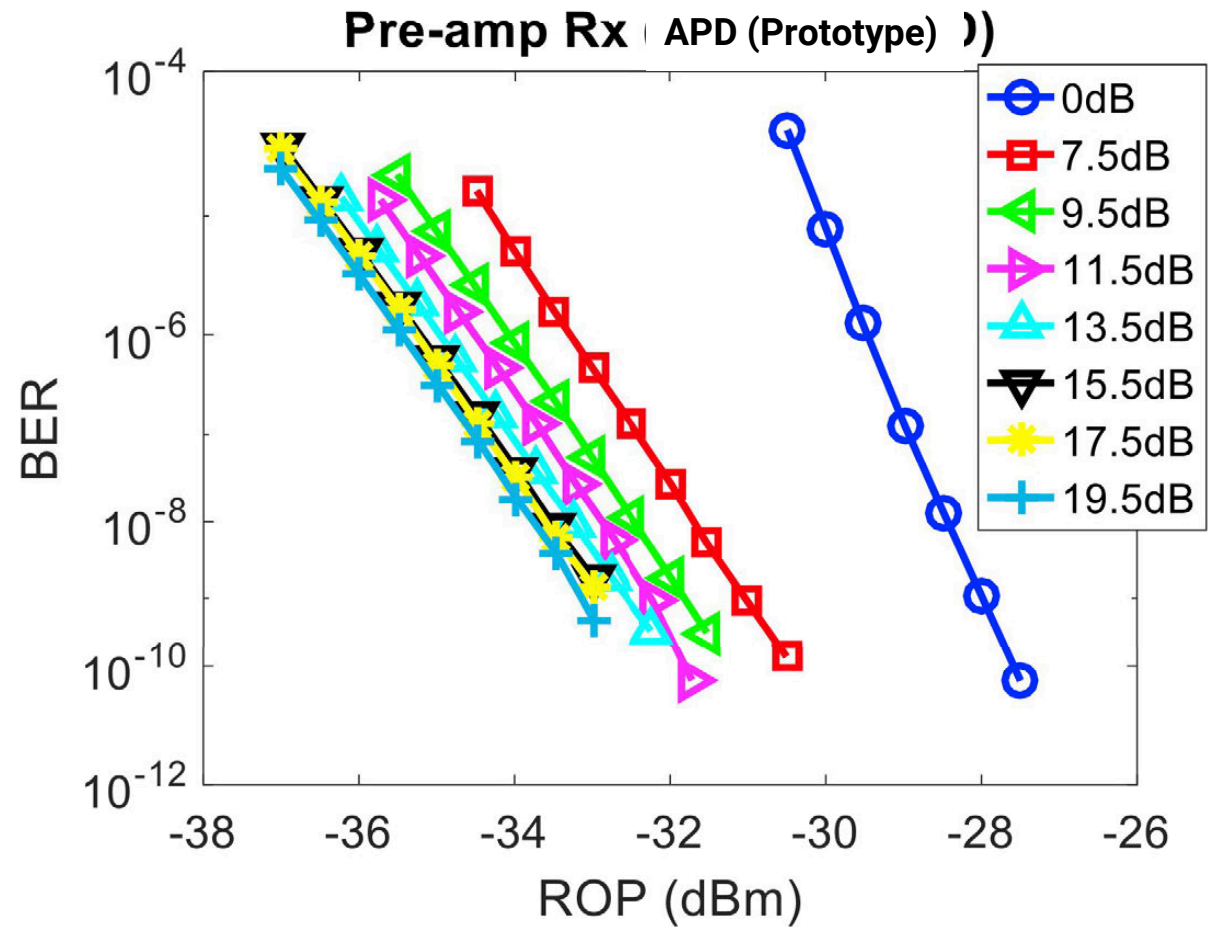 Pre-amp Rx ( APD (Prototype) )
10-4
10-6
10-8
10-10
10-12
BER
-38 -36 -34 -32 -30 -28 -26
ROP (dBm)
0dB
7.5dB
9.5dB
11.5dB
13.5dB
15.5dB
17.5dB
19.5dB